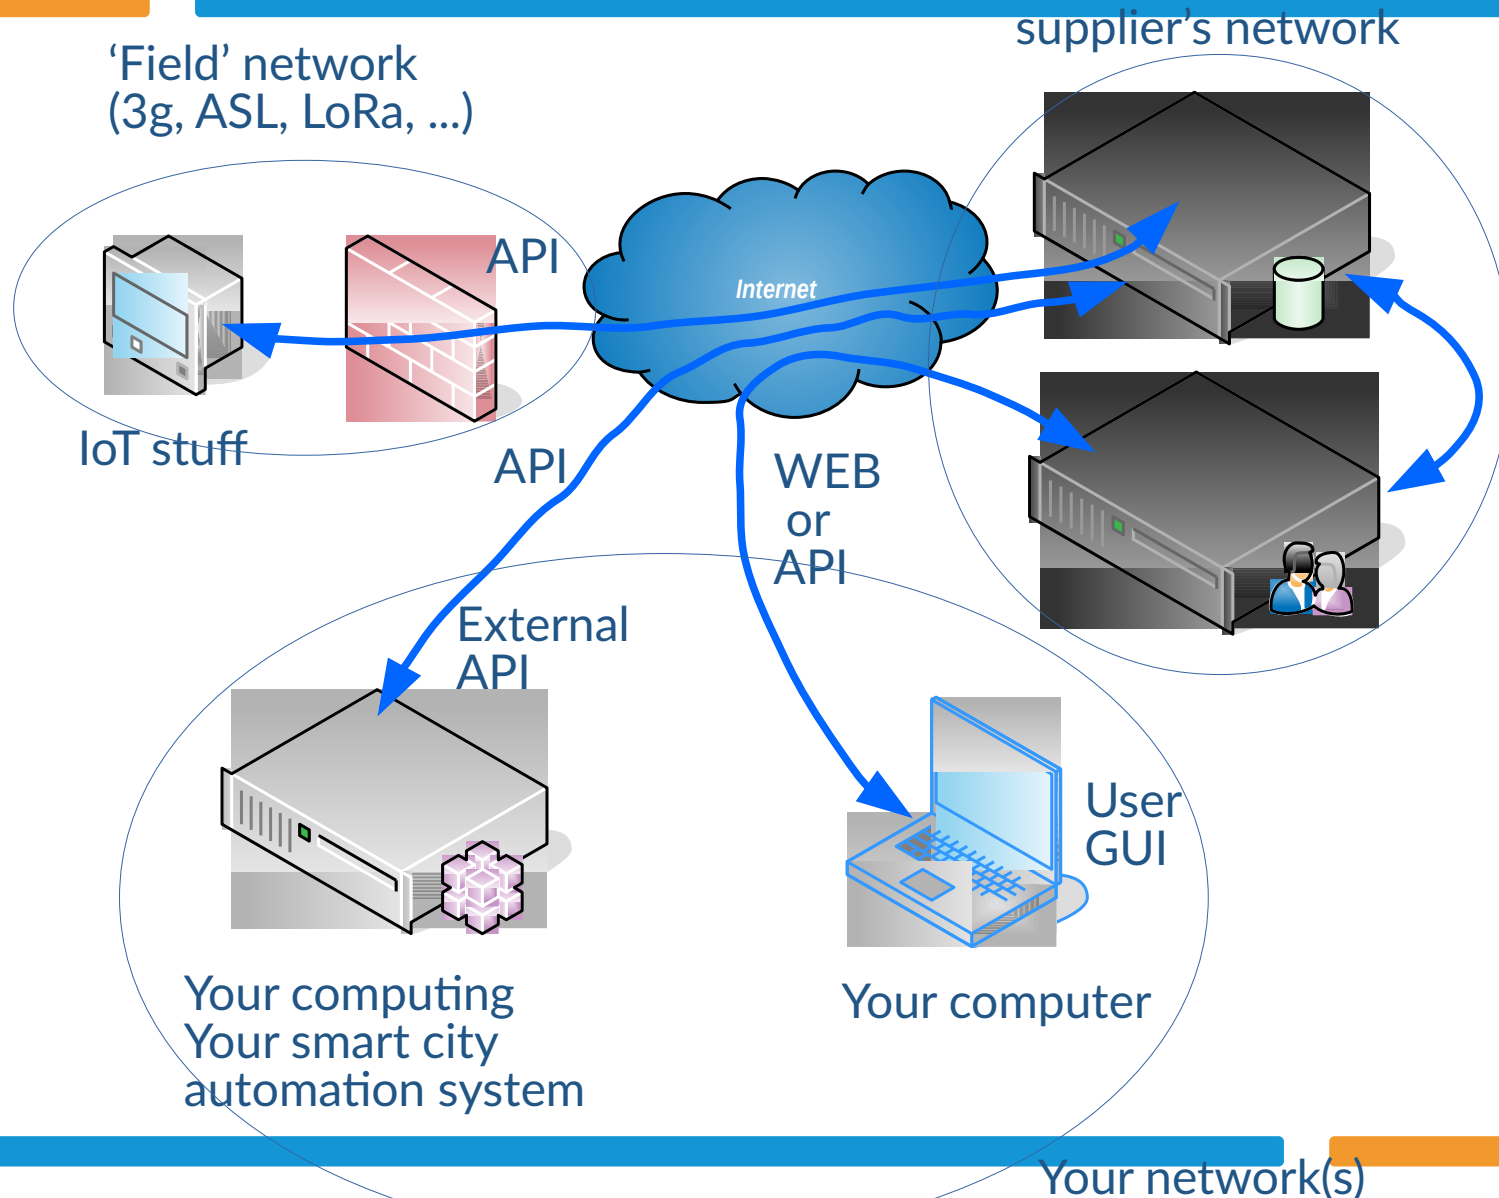 supplier’s network
‘Field’ network
(3g, ASL, LoRa, ...)
API
Internet
IoT stuff
API
WEB
or
API
External
API
User
GUI
Your computing
Your smart city
automation system
Your computer
Your network(s)